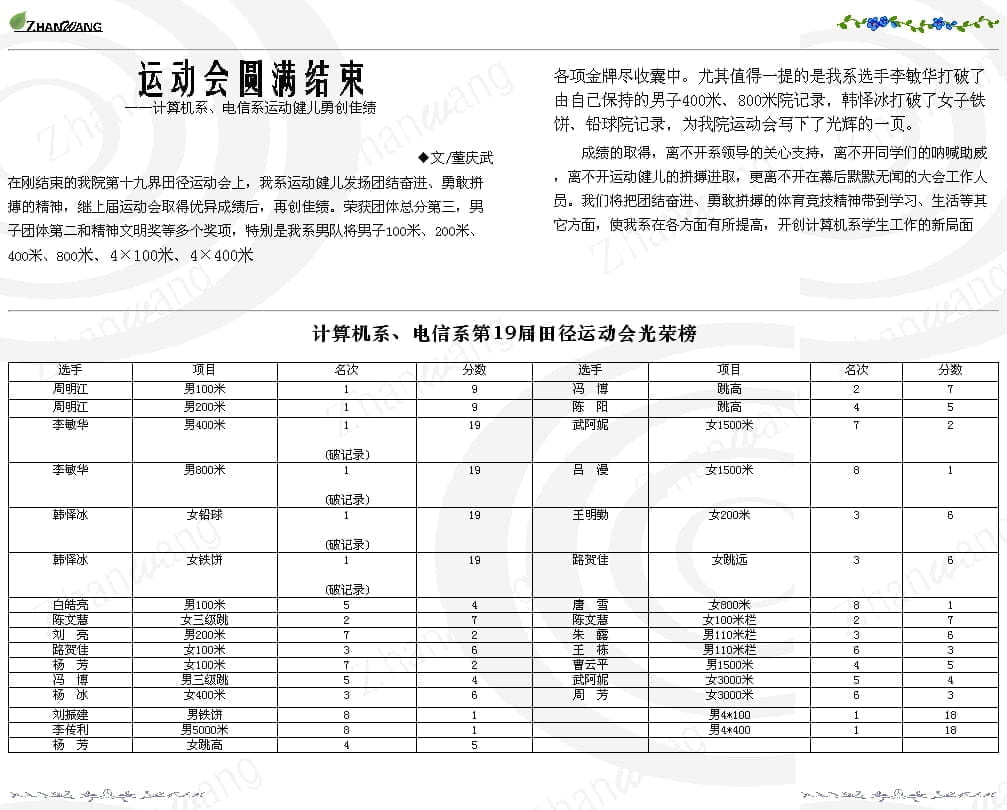 ZHANWANG
运动会圆满结束
——计算机系、电信系运动健儿勇创佳绩
◆文/董庆武
在刚结束的我院第十九界田径运动会上，我系运动健儿发扬团结奋进、勇敢拼
搏的精神，继上届运动会取得优异成绩后，再创佳绩。荣获团体总分第三，男
子团体第二和精神文明奖等多个奖项，特别是我系男队将男子100米、200米、
400米、800米、4×100米、4×400米
各项金牌尽收囊中。尤其值得一提的是我系选手李敏华打破了
由自己保持的男子400米、800米院记录，韩怿冰打破了女子铁
饼、铅球院记录，为我院运动会写下了光辉的一页。
成绩的取得，离不开系领导的关心支持，离不开同学们的呐喊助威
，离不开运动健儿的拼搏进取，更离不开在幕后默默无闻的大会工作人
员。我们将把团结奋进、勇敢拼搏的体育竞技精神带到学习、生活等其
它方面，使我系在各方面有所提高，开创计算机系学生工作的新局面
计算机系、电信系第19届田径运动会光荣榜
选手 项目 名次 分数 选手 项目 名次 分数
周明江 男100米 1 9 冯 博 跳高 2 7
周明江 男200米 1 9 陈 阳 跳高 4 5
李敏华 男400米 1 19 武阿妮 女1500米 7 2
(破记录)
李敏华 男800米 1 19 吕 漫 女1500米 8 1
(破记录)
韩怿冰 女铅球 1 19 王明勤 女200米 3 6
(破记录)
韩怿冰 女铁饼 1 19 路贺佳 女跳远 3 6
(破记录)
白皓亮 男100米 5 4 唐 雪 女800米 8 1
陈文慧 女三级跳 2 7 陈文慧 女100米栏 2 7
刘 亮 男200米 7 2 朱 露 男110米栏 3 6
路贺佳 女100米 3 6 王 栋 男110米栏 6 3
杨 芳 女100米 7 2 曹云平 男1500米 4 5
冯 博 男三级跳 5 4 武阿妮 女3000米 5 4
杨 冰 女400米 3 6 周 芳 女3000米 6 3
刘振建 男铁饼 8 1 男4*100 1 18
李传利 男5000米 8 1 男4*400 1 18
杨 芳 女跳高 4 5